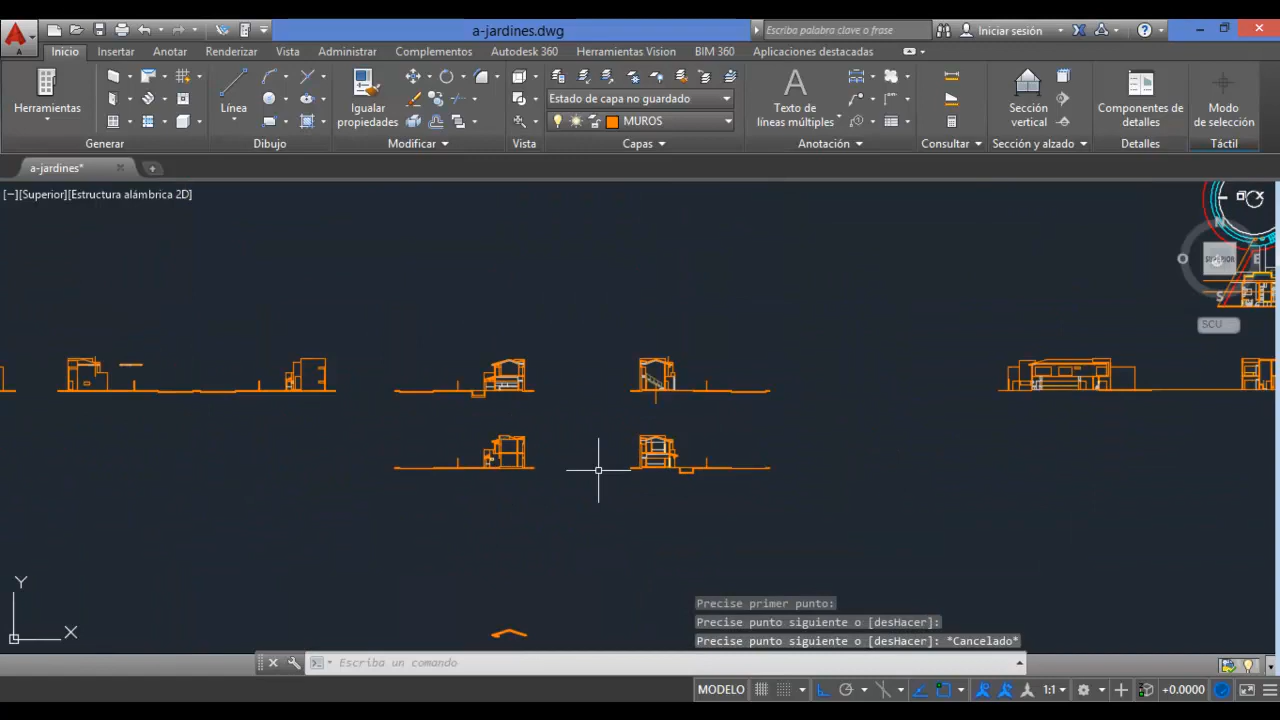 a-jardines.dwg
Escriba palabra clave o frase
Iniciar sesión
A
Inicio
Insertar
Anotar
Renderizar
Vista
Administrar
Complementos
Autodesk 360
Herramientas Vision
BIM 360
Aplicaciones destacadas
Herramientas
Línea
Igualar
propiedades
Estado de capa no guardado
MUROS
A
Texto de
líneas múltiples
Sección
vertical
Componentes de
detalles
Modo
de selección
Generar
Dibujo
Modificar
Vista
Capas
Anotación
Consultar
Sección y alzado
Detalles
Táctil
a-jardines*
[−][Superior][Estructura alámbrica 2D]
N
O
SUPERIOR
E
S
SCU
Y
X
Precise primer punto:
Precise punto siguiente o [desHacer]:
Precise punto siguiente o [desHacer]: *Cancelado*
Escriba un comando
MODELO
1:1
+0.0000